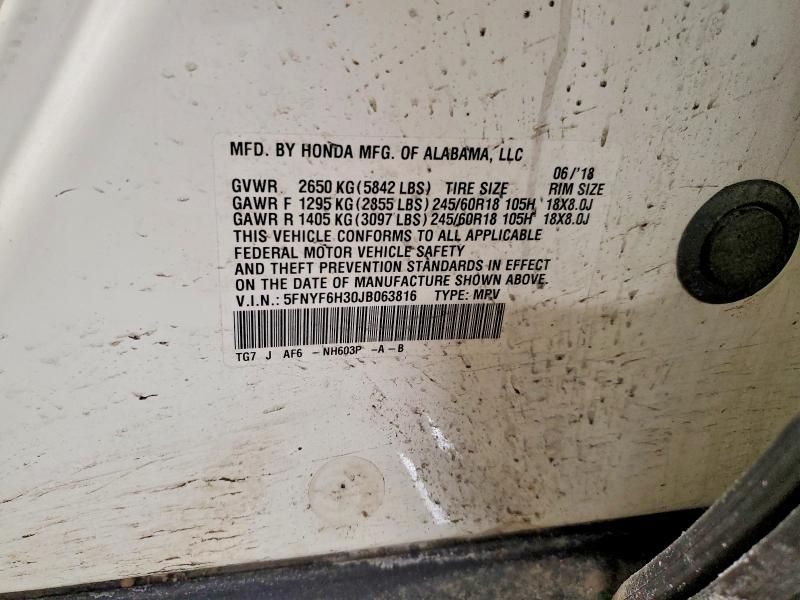 MFD. BY HONDA MFG. OF ALABAMA, LLC
06/'18
GVWR 2650 KG (5842 LBS) TIRE SIZE RIM SIZE
GAWR F 1295 KG (2855 LBS) 245/60R18 105H 18X8.0J
GAWR R 1405 KG (3097 LBS) 245/60R18 105H 18X8.0J
THIS VEHICLE CONFORMS TO ALL APPLICABLE
FEDERAL MOTOR VEHICLE SAFETY
AND THEFT PREVENTION STANDARDS IN EFFECT
ON THE DATE OF MANUFACTURE SHOWN ABOVE.
V.I.N.: 5FNYF6H30JB063816 TYPE: MPV
TG7 J AF6 -NH603P -A-B